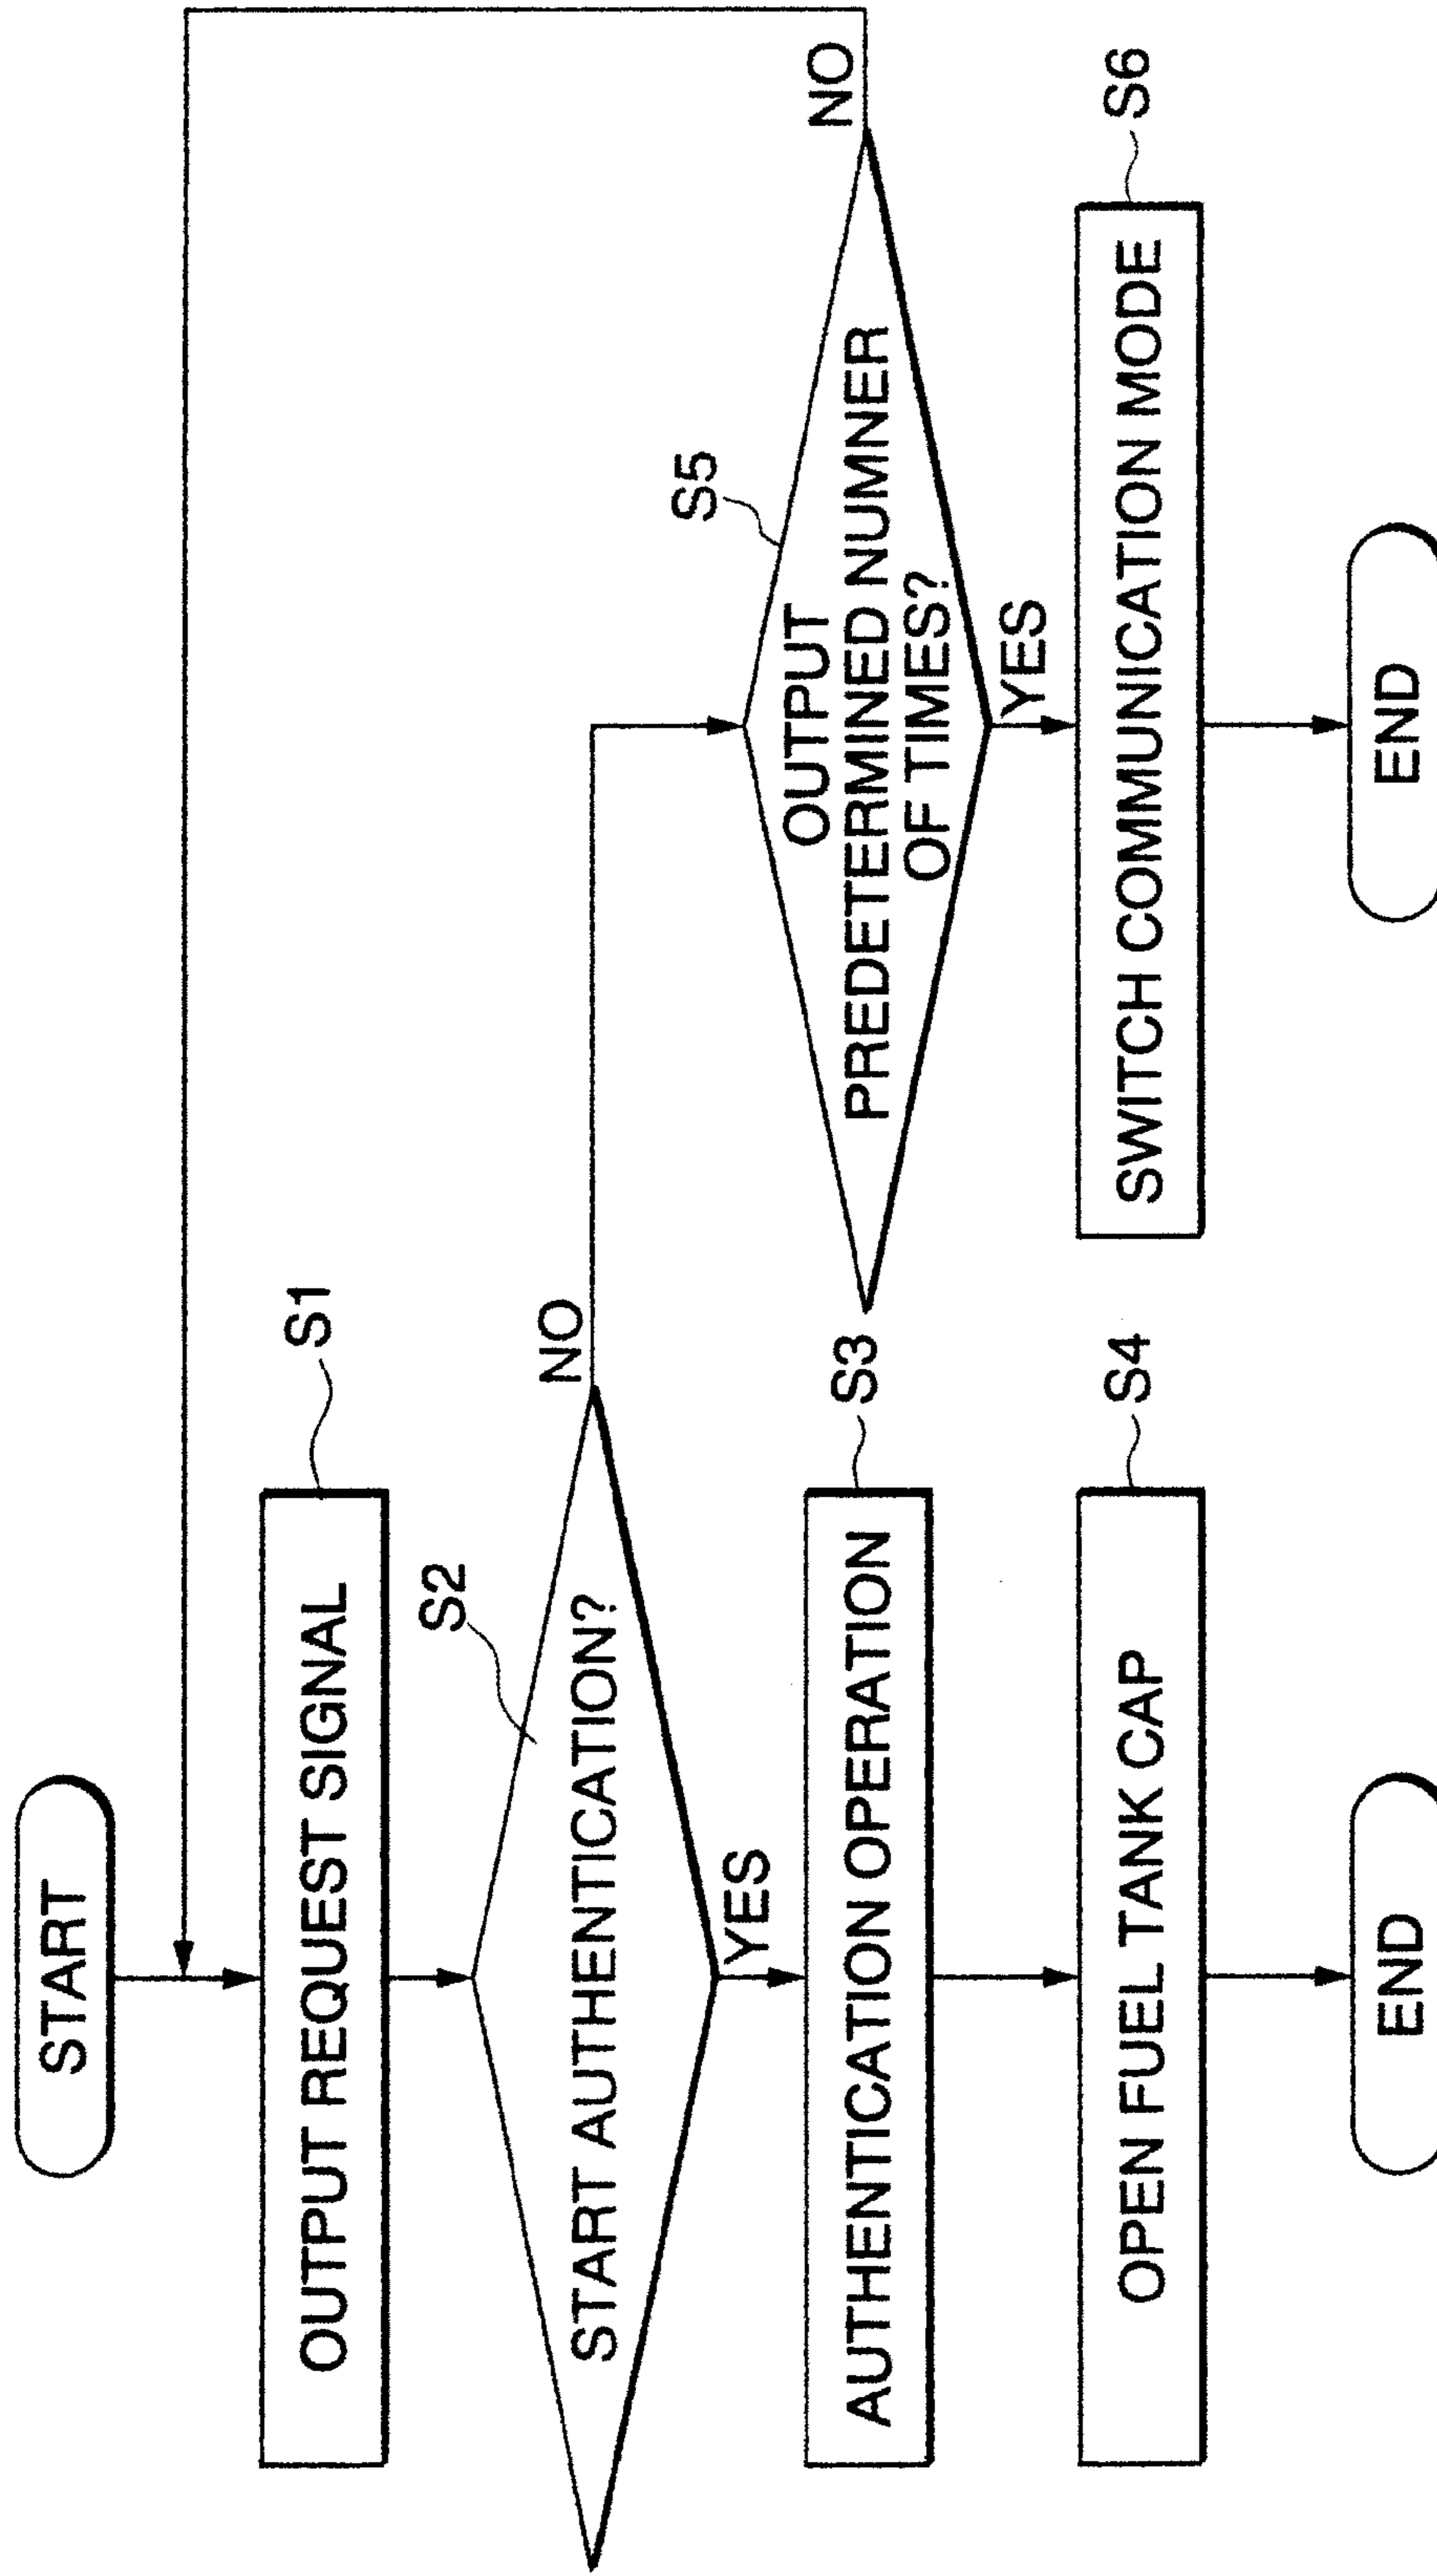 START
OUTPUT REQUEST SIGNAL
S1
START AUTHENTICATION?
S2
NO
YES
AUTHENTICATION OPERATION
S3
OPEN FUEL TANK CAP
S4
END
OUTPUT
PREDETERMINED NUMNER
OF TIMES?
S5
NO
YES
SWITCH COMMUNICATION MODE
S6
END